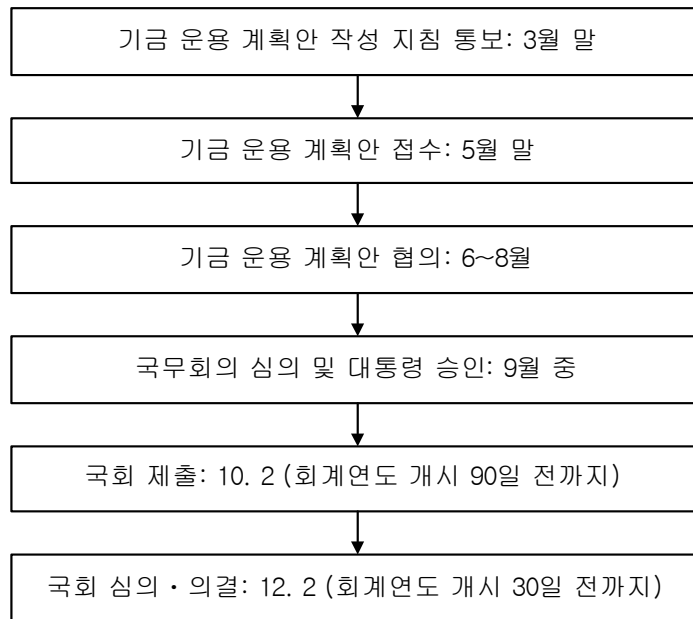 기금 운용 계획안 작성 지침 통보: 3월 말
기금 운용 계획안 접수: 5월 말
기금 운용 계획안 협의: 6~8월
국무회의 심의 및 대통령 승인: 9월 중
국회 제출: 10. 2 (회계연도 개시 90일 전까지)
국회 심의・의결: 12. 2 (회계연도 개시 30일 전까지)